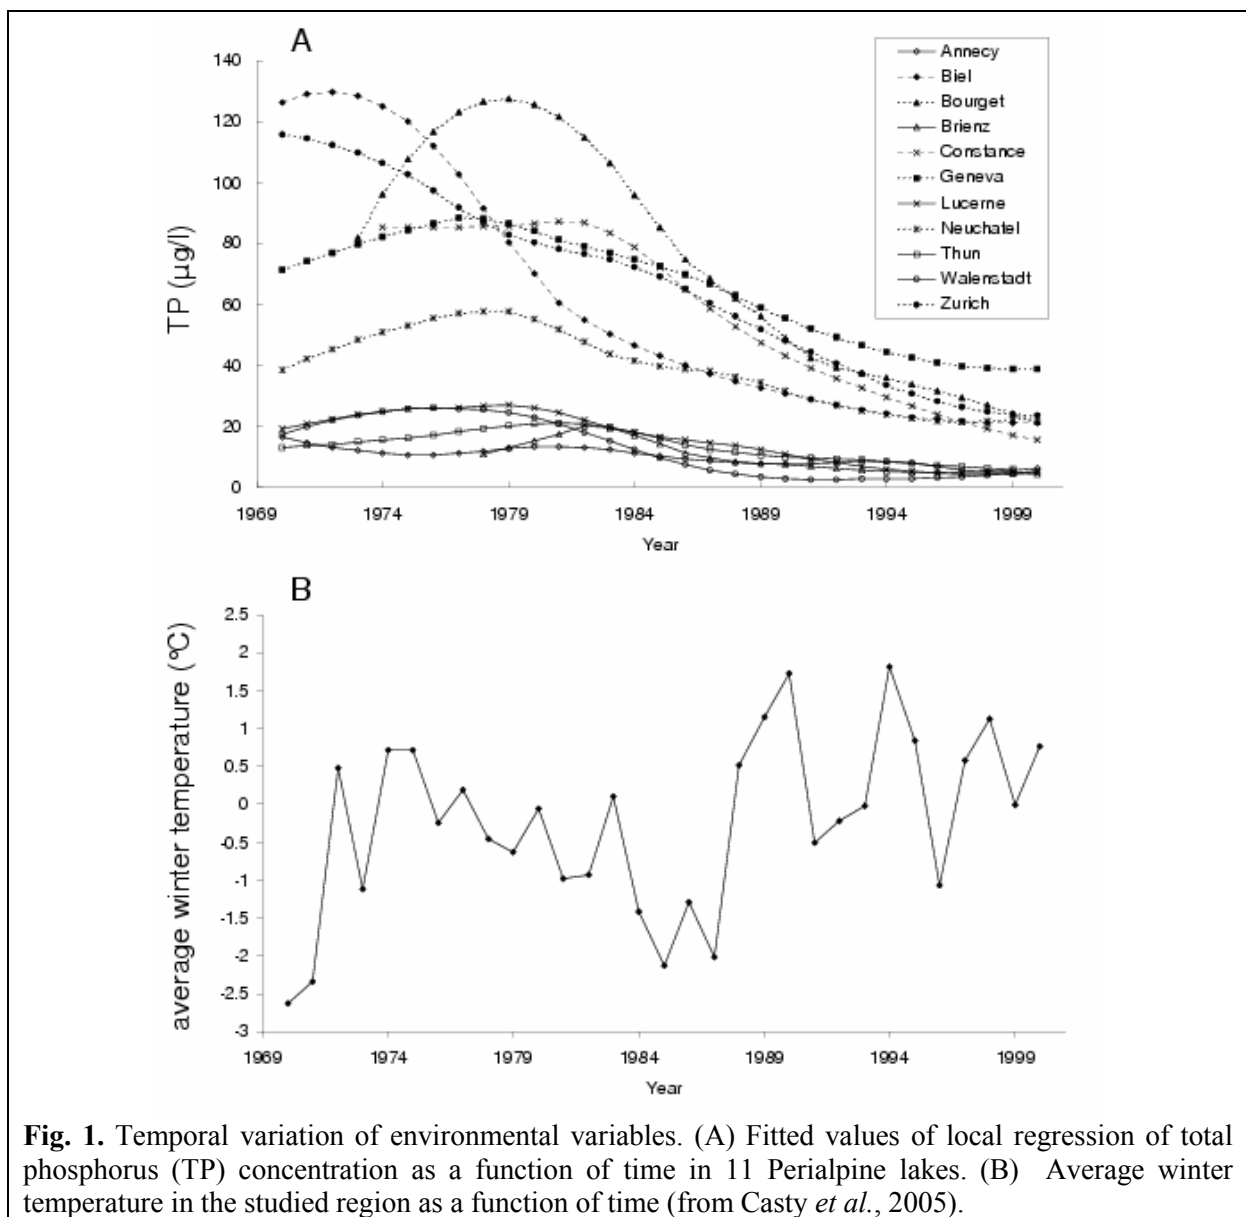 A
TP (µg/l)
140
120
100
80
60
40
20
0
1969 1974 1979 1984 1989 1994 1999
Year
Annecy
Biel
Bourget
Brienz
Constance
Geneva
Lucerne
Neuchatel
Thun
Walenstadt
Zurich
B
average winter temperature (°C)
2.5
2
1.5
1
0.5
0
-0.5
-1
-1.5
-2
-2.5
-3
1969 1974 1979 1984 1989 1994 1999
Year
Fig. 1. Temporal variation of environmental variables. (A) Fitted values of local regression of total
phosphorus (TP) concentration as a function of time in 11 Perialpine lakes. (B) Average winter
temperature in the studied region as a function of time (from Casty et al., 2005).